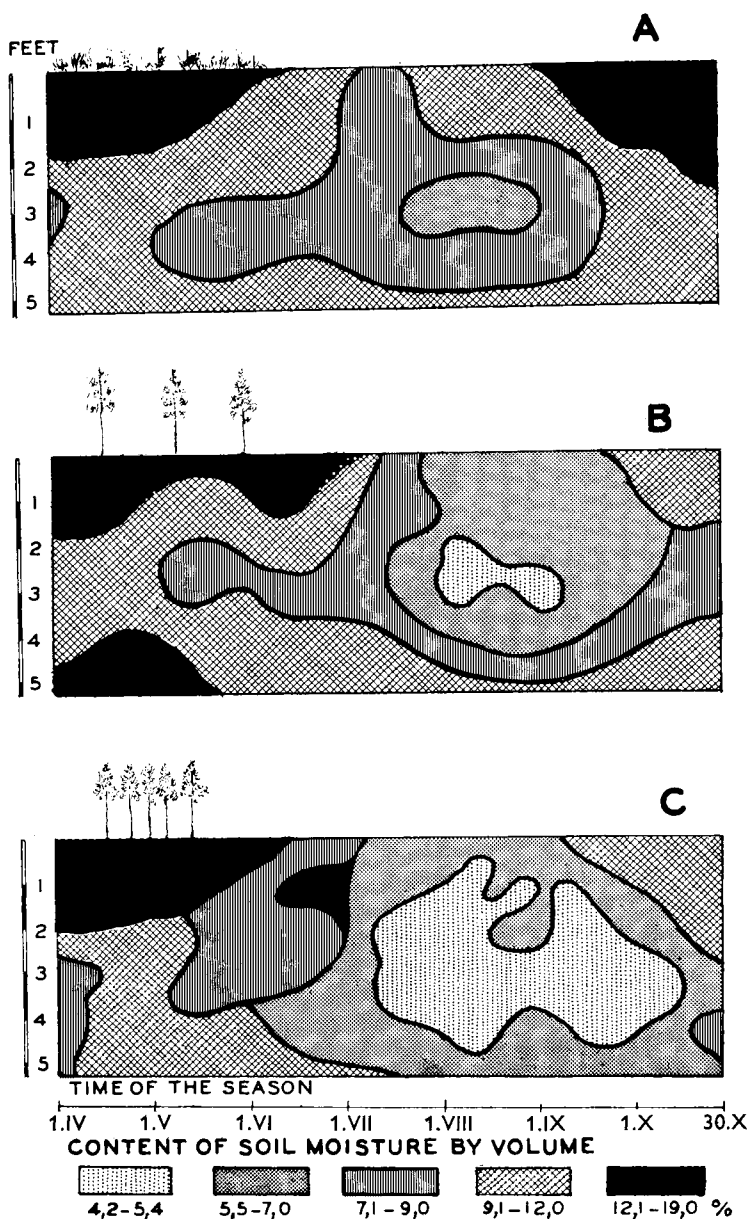 A
FEET
1
2
3
4
5
B
1
2
3
4
5
C
1
2
3
4
5
TIME OF THE SEASON
1.IV 1.V 1.VI 1.VII 1.VIII 1.IX 1.X 30.X
CONTENT OF SOIL MOISTURE BY VOLUME
4,2-5,4 5,5-7,0 7,1-9,0 9,1-12,0 12,1-19,0 %